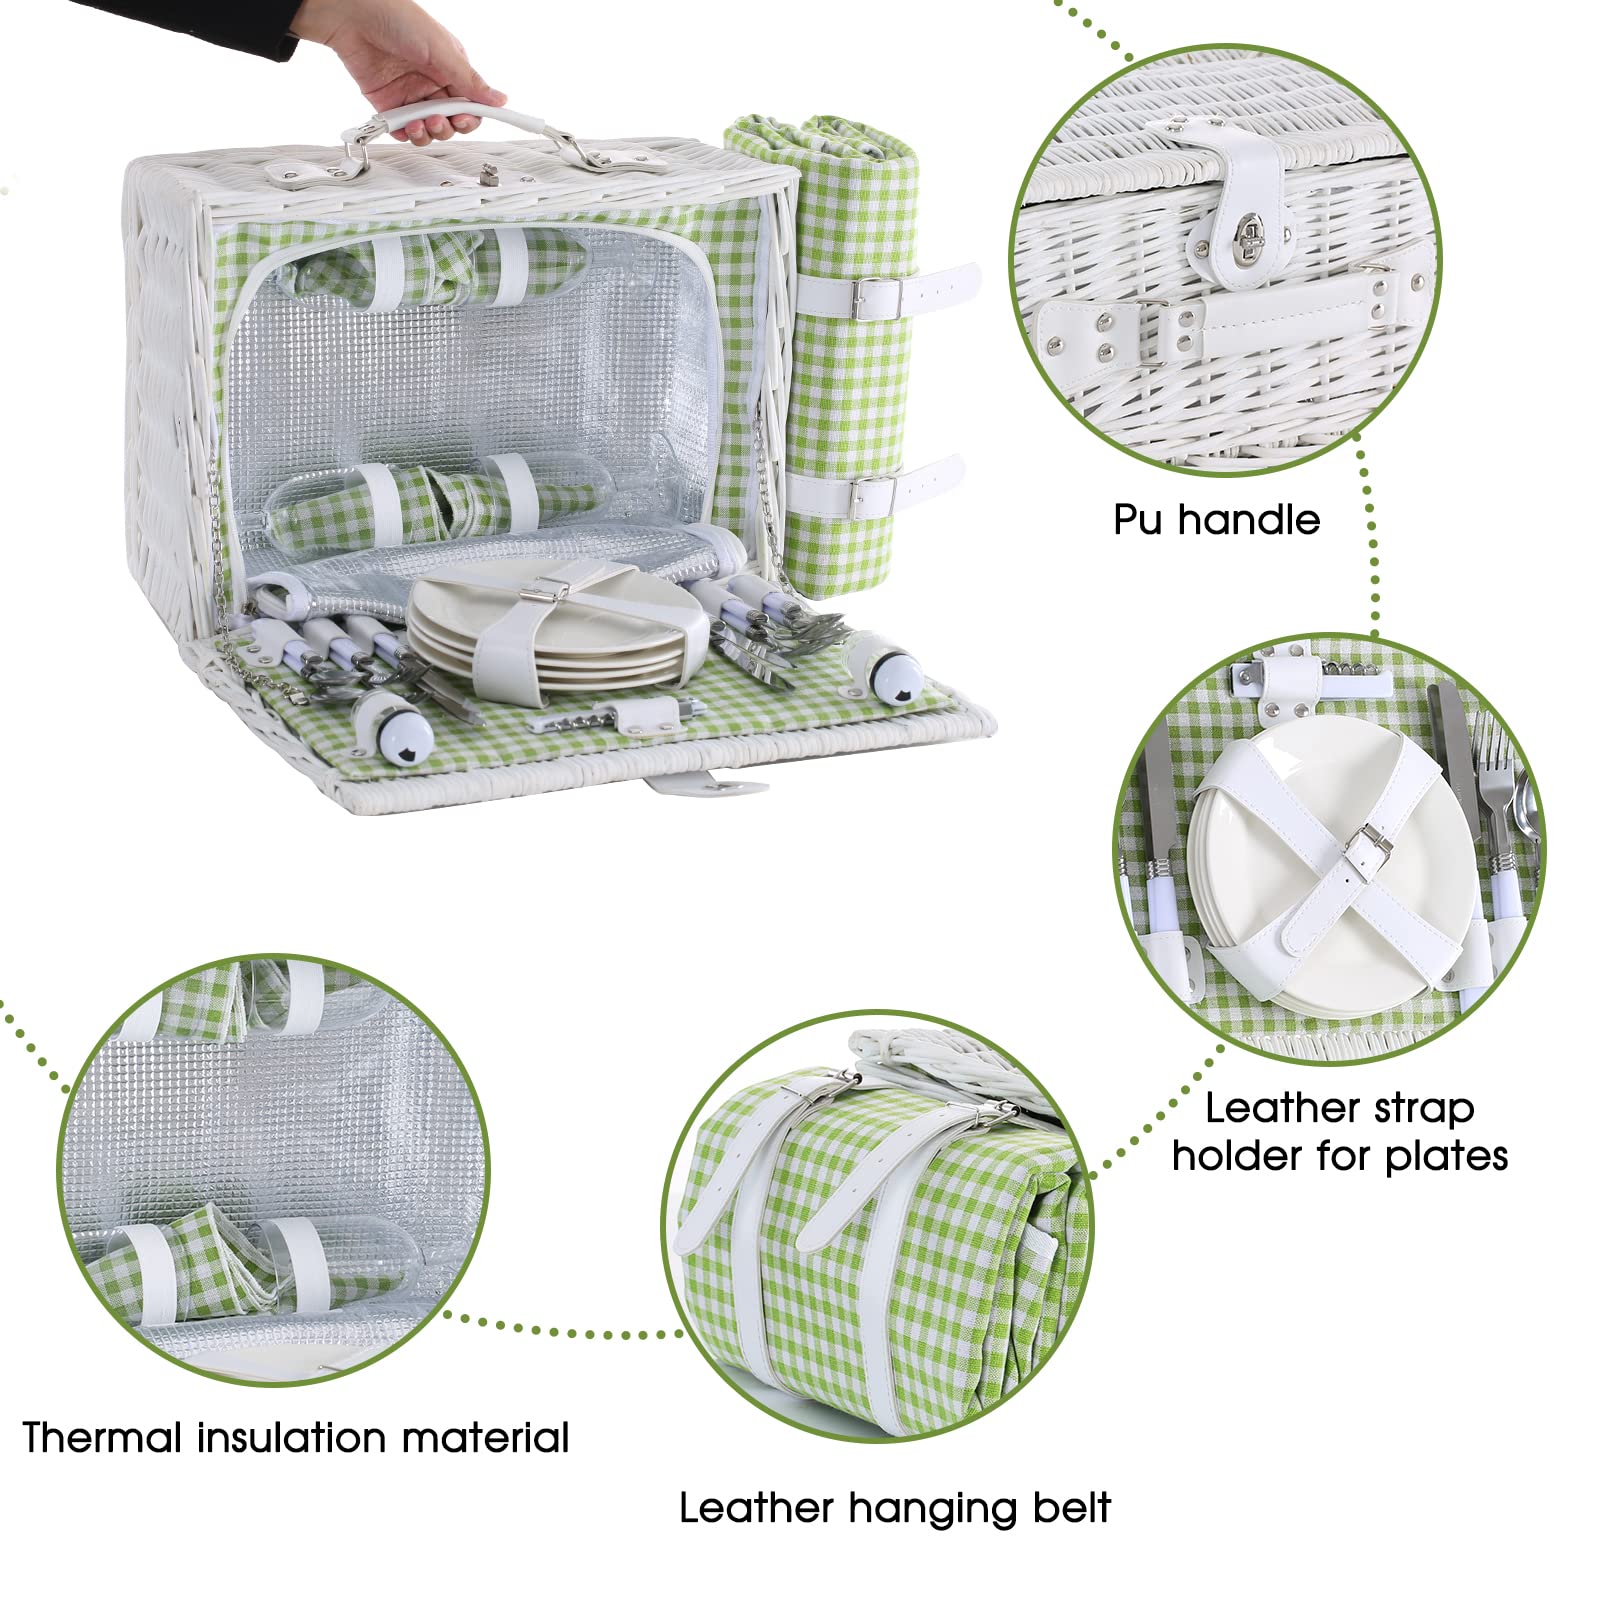 Pu handle
Leather strap
holder for plates
Thermal insulation material
Leather hanging belt